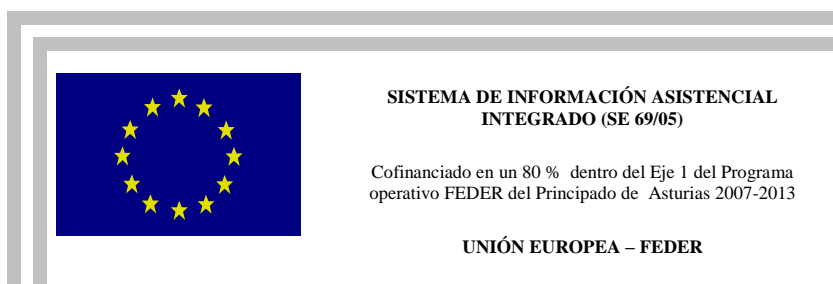 SISTEMA DE INFORMACIÓN ASISTENCIAL
INTEGRADO (SE 69/05)
Cofinanciado en un 80 % dentro del Eje 1 del Programa
operativo FEDER del Principado de Asturias 2007-2013
UNIÓN EUROPEA – FEDER